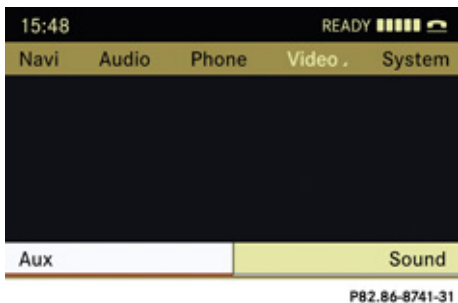 15:48 READY
Navi Audio Phone Video System
Aux Sound
P82.86-8741-31